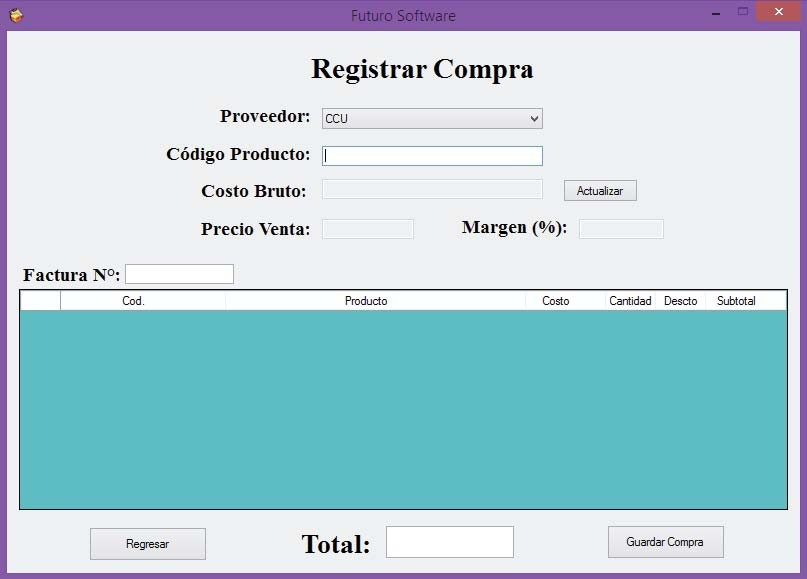 Futuro Software
Registrar Compra
Proveedor: CCU
Código Producto:
Costo Bruto: Actualizar
Precio Venta: Margen (%):
Factura Nº:
Cod. Producto Costo Cantidad Descto Subtotal
Regresar Total: Guardar Compra